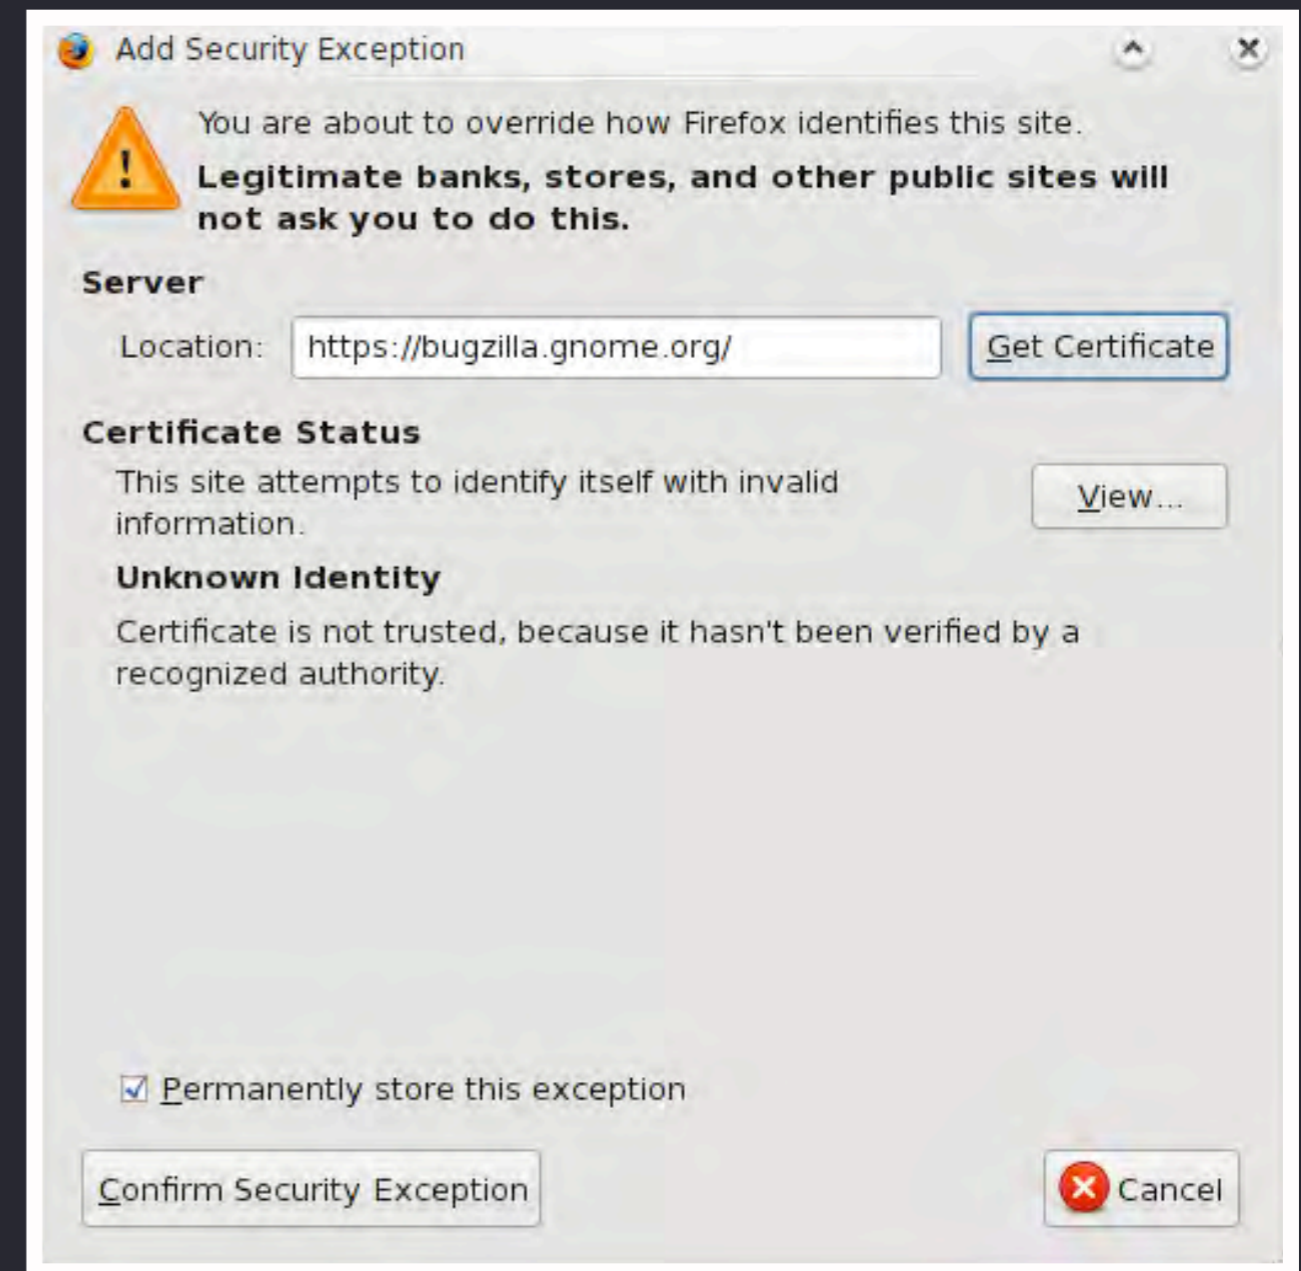 Add Security Exception
You are about to override how Firefox identifies this site.
Legitimate banks, stores, and other public sites will
not ask you to do this.
Server
Location: https://bugzilla.gnome.org/ Get Certificate
Certificate Status
This site attempts to identify itself with invalid
information.
View...
Unknown Identity
Certificate is not trusted, because it hasn't been verified by a
recognized authority.
Permanently store this exception
Confirm Security Exception Cancel